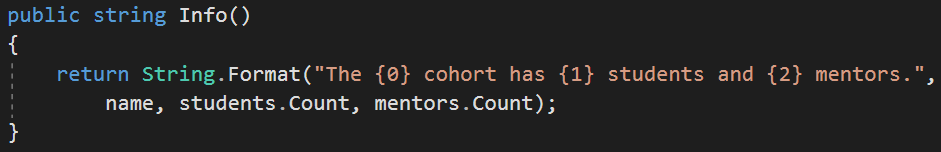 public string Info()
{
    return String.Format("The {0} cohort has {1} students and {2} mentors.",
        name, students.Count, mentors.Count);
}